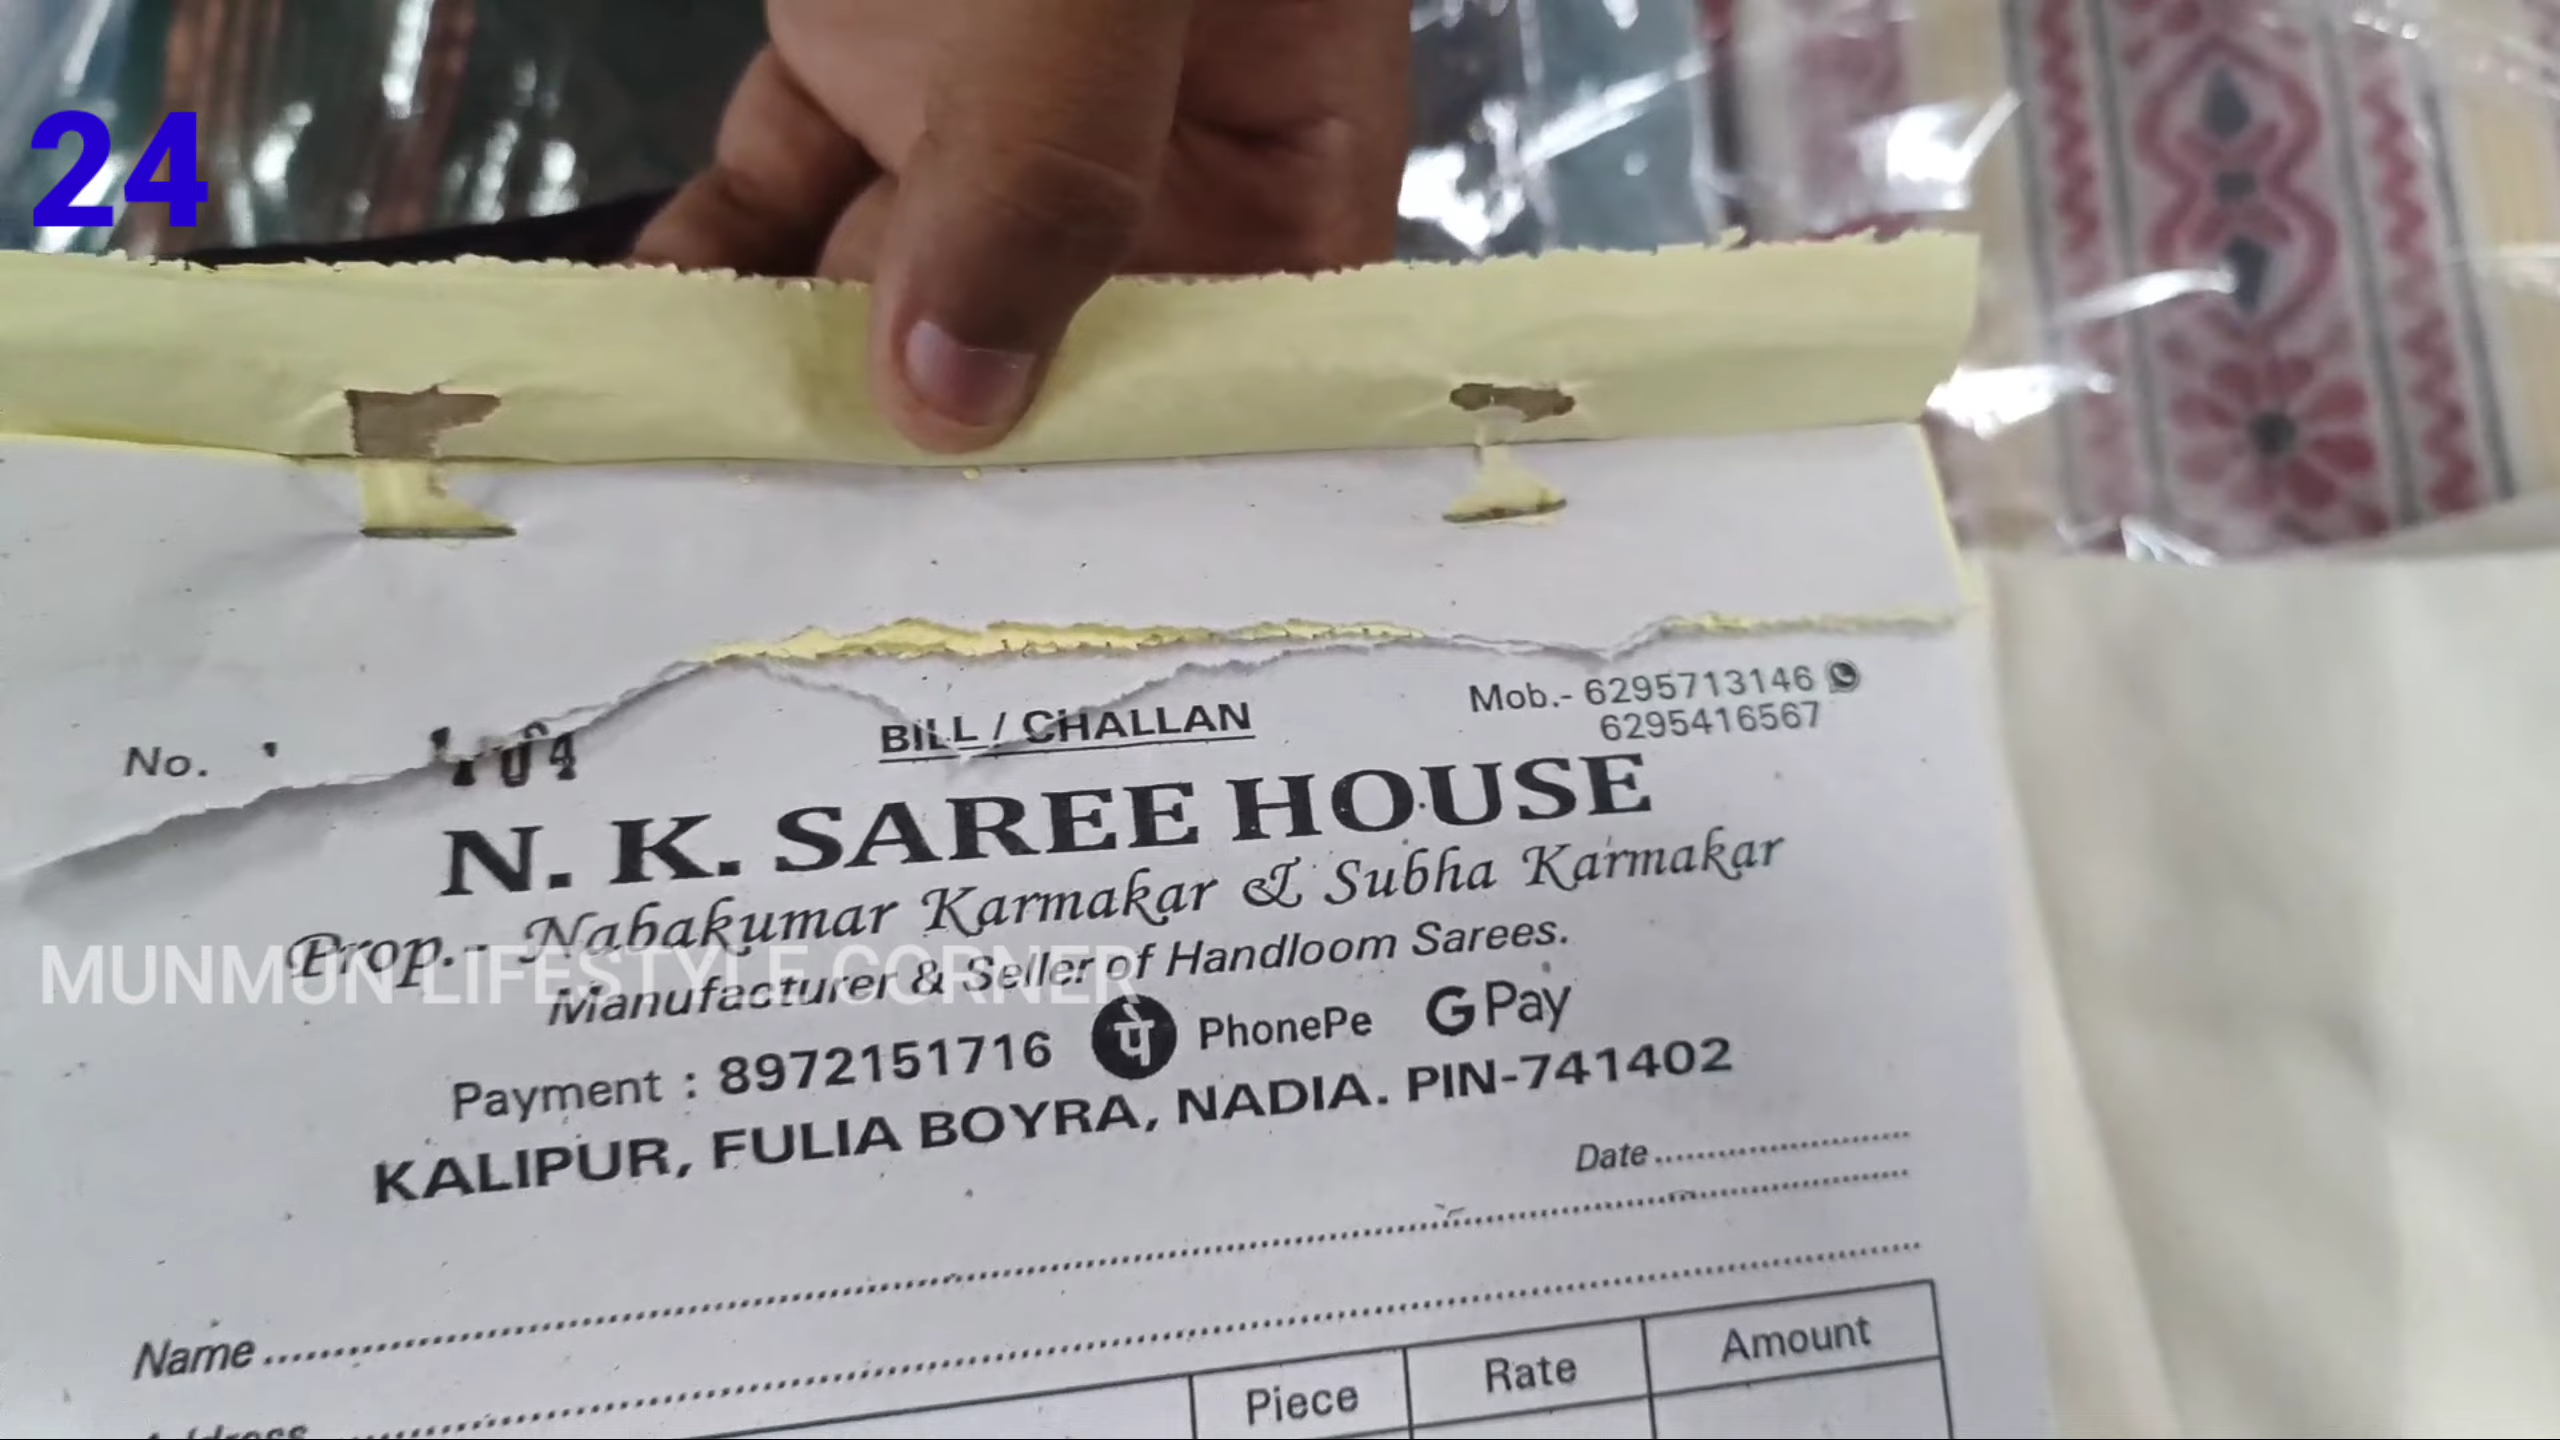 24
Mob.- 6295713146
6295416567
BILL / CHALLAN
No.
N. K. SAREE HOUSE
Prop.- Nabakumar Karmakar & Subha Karmakar
MUNMUN LIFESTYLE CORNER
Manufacturer & Seller of Handloom Sarees.
Payment : 8972151716 पे PhonePe G Pay
KALIPUR, FULIA BOYRA, NADIA. PIN-741402
Date
Name
Address
Piece Rate Amount